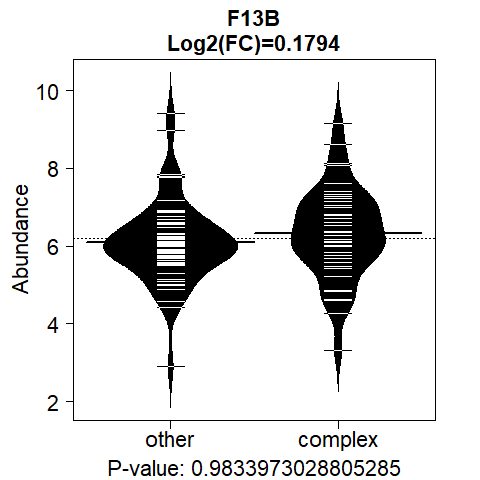 F13B
Log2(FC)=0.1794
Abundance
10
8
6
4
2
other complex
P-value: 0.9833973028805285